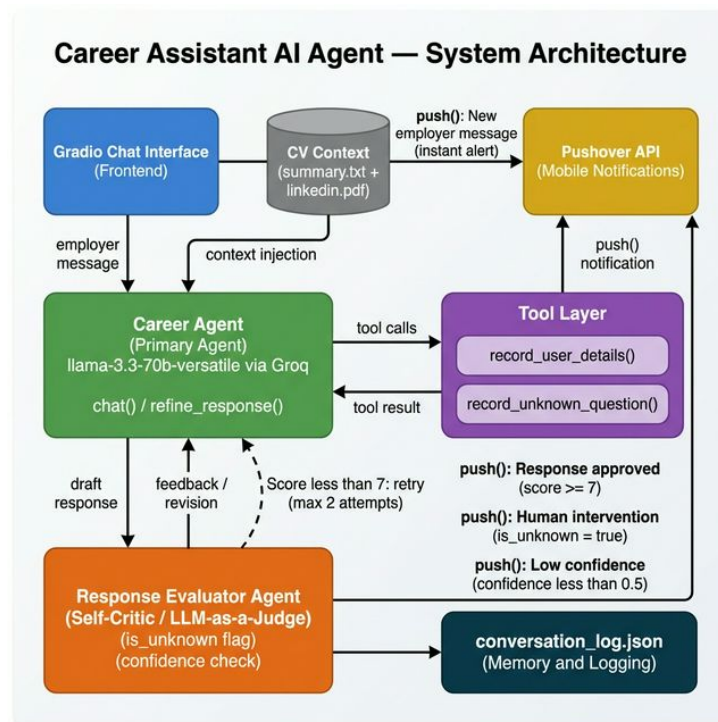 Career Assistant AI Agent — System Architecture
Gradio Chat Interface
(Frontend)
CV Context
(summary.txt +
linkedin.pdf)
push(): New
employer message
(instant alert)
Pushover API
(Mobile Notifications)
employer
message
context injection
push()
notification
Career Agent
(Primary Agent)
llama-3.3-70b-versatile via Groq
chat() / refine_response()
tool calls
tool result
Tool Layer
record_user_details()
record_unknown_question()
draft
response
feedback /
revision
Score less than 7: retry
(max 2 attempts)
push(): Response approved
(score >= 7)
push(): Human intervention
(is_unknown = true)
push(): Low confidence
(confidence less than 0.5)
Response Evaluator Agent
(Self-Critic / LLM-as-a-Judge)
(is_unknown flag)
(confidence check)
conversation_log.json
(Memory and Logging)